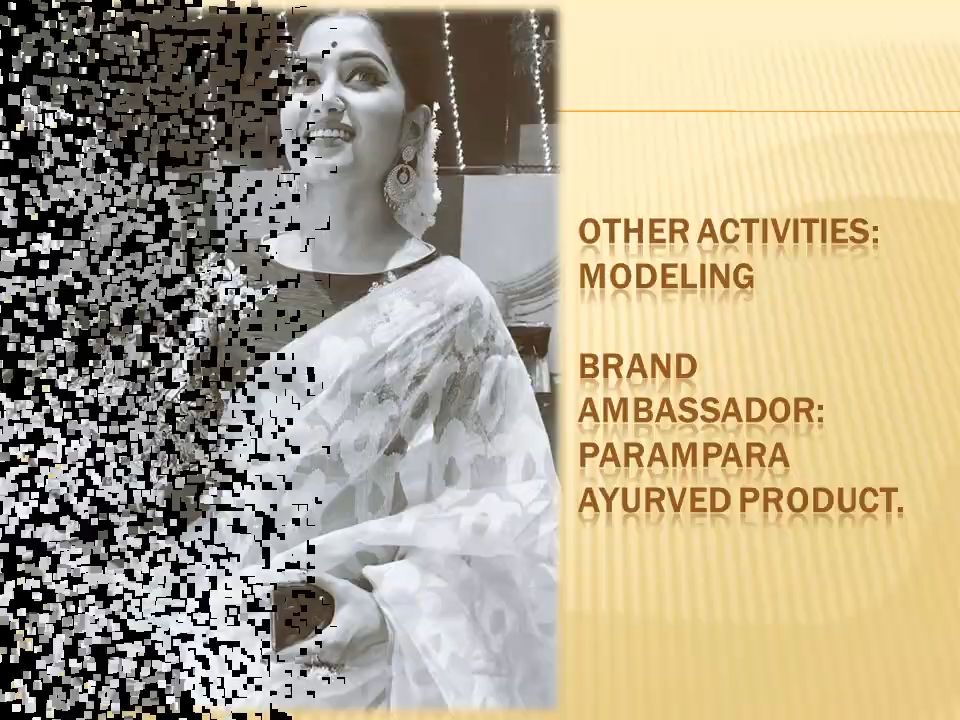 OTHER ACTIVITIES:
MODELING
BRAND
AMBASSADOR:
PARAMPARA
AYURVED PRODUCT.